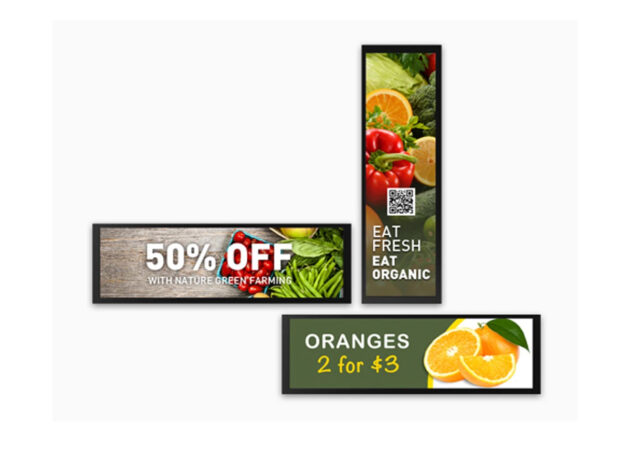 50% OFF
WITH NATURE GREEN FARMING
EAT
FRESH
EAT
ORGANIC
ORANGES
2 for $3